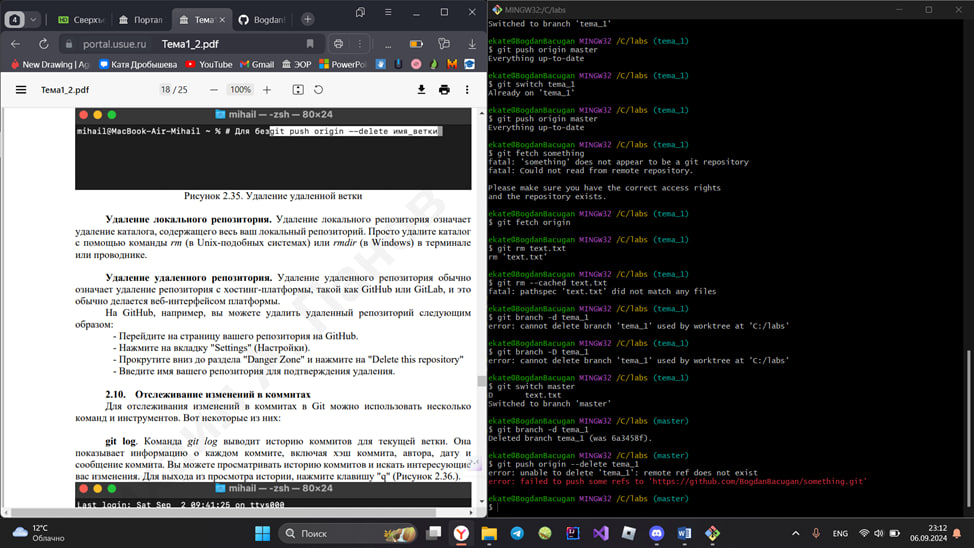 4
Сверхъ
Портал
Тема1
Bogdan
portal.usue.ru
Тема1_2.pdf
New Drawing | Ag
Катя Дробышева
YouTube
Gmail
ЭОР
PowerPoi
Тема1_2.pdf
18 / 25
100%
mihail — -zsh — 80×24
mihail@MacBook-Air-Mihail ~ % # Для безgit push origin --delete имя_ветки
Рисунок 2.35. Удаление удаленной ветки
Удаление локального репозитория. Удаление локального репозитория означает
удаление каталога, содержащего весь ваш локальный репозиторий. Просто удалите каталог
с помощью команды rm (в Unix-подобных системах) или rmdir (в Windows) в терминале
или проводнике.
Удаление удаленного репозитория. Удаление удаленного репозитория обычно
означает удаление репозитория с хостинг-платформы, такой как GitHub или GitLab, и это
обычно делается веб-интерфейсом платформы.
На GitHub, например, вы можете удалить удаленный репозиторий следующим
образом:
- Перейдите на страницу вашего репозитория на GitHub.
- Нажмите на вкладку "Settings" (Настройки).
- Прокрутите вниз до раздела "Danger Zone" и нажмите на "Delete this repository"
- Введите имя вашего репозитория для подтверждения удаления.
2.10. Отслеживание изменений в коммитах
Для отслеживания изменений в коммитах в Git можно использовать несколько
команд и инструментов. Вот некоторые из них:
git log. Команда git log выводит историю коммитов для текущей ветки. Она
показывает информацию о каждом коммите, включая хэш коммита, автора, дату и
сообщение коммита. Вы можете просматривать историю коммитов и искать интересующие
вас изменения. Для выхода из просмотра истории, нажмите клавишу "q" (Рисунок 2.36.).
mihail — -zsh — 80×24
Last login: Sat Sep 2 09:41:25 on ttys000
MINGW32:/C/labs
Switched to branch 'tema_1'
ekate@BogdanBacugan MINGW32 /C/labs (tema_1)
$ git push origin master
Everything up-to-date
ekate@BogdanBacugan MINGW32 /C/labs (tema_1)
$ git switch tema_1
Already on 'tema_1'
ekate@BogdanBacugan MINGW32 /C/labs (tema_1)
$ git push origin master
Everything up-to-date
ekate@BogdanBacugan MINGW32 /C/labs (tema_1)
$ git fetch something
fatal: 'something' does not appear to be a git repository
fatal: Could not read from remote repository.
Please make sure you have the correct access rights
and the repository exists.
ekate@BogdanBacugan MINGW32 /C/labs (tema_1)
$ git fetch origin
ekate@BogdanBacugan MINGW32 /C/labs (tema_1)
$ git rm text.txt
rm 'text.txt'
ekate@BogdanBacugan MINGW32 /C/labs (tema_1)
$ git rm --cached text.txt
fatal: pathspec 'text.txt' did not match any files
ekate@BogdanBacugan MINGW32 /C/labs (tema_1)
$ git branch -d tema_1
error: cannot delete branch 'tema_1' used by worktree at 'C:/labs'
ekate@BogdanBacugan MINGW32 /C/labs (tema_1)
$ git branch -D tema_1
error: cannot delete branch 'tema_1' used by worktree at 'C:/labs'
ekate@BogdanBacugan MINGW32 /C/labs (tema_1)
$ git switch master
D text.txt
Switched to branch 'master'
ekate@BogdanBacugan MINGW32 /C/labs (master)
$ git branch -d tema_1
Deleted branch tema_1 (was 6a3458f).
ekate@BogdanBacugan MINGW32 /C/labs (master)
$ git push origin --delete tema_1
error: unable to delete 'tema_1': remote ref does not exist
error: failed to push some refs to 'https://github.com/BogdanBacugan/something.git'
ekate@BogdanBacugan MINGW32 /C/labs (master)
$
12°C
Облачно
Поиск
ENG
23:12
06.09.2024